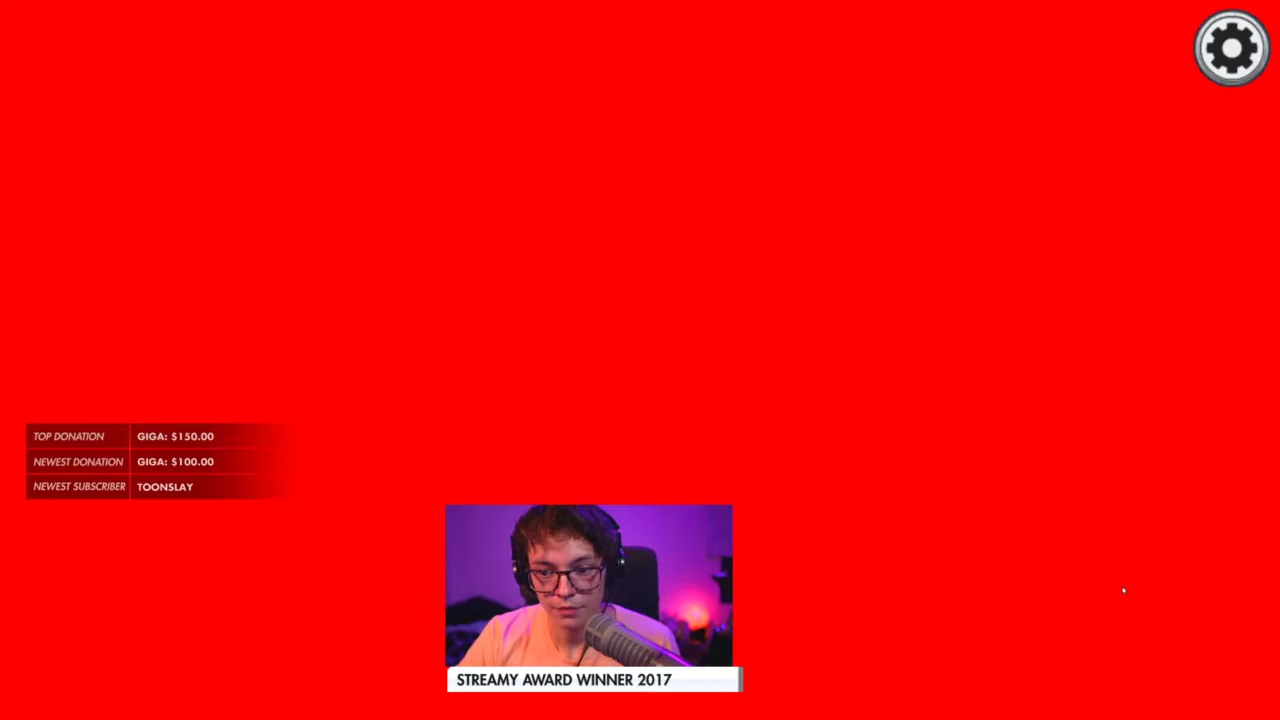 TOP DONATION GIGA: $150.00
NEWEST DONATION GIGA: $100.00
NEWEST SUBSCRIBER TOONSLAY
STREAMY AWARD WINNER 2017